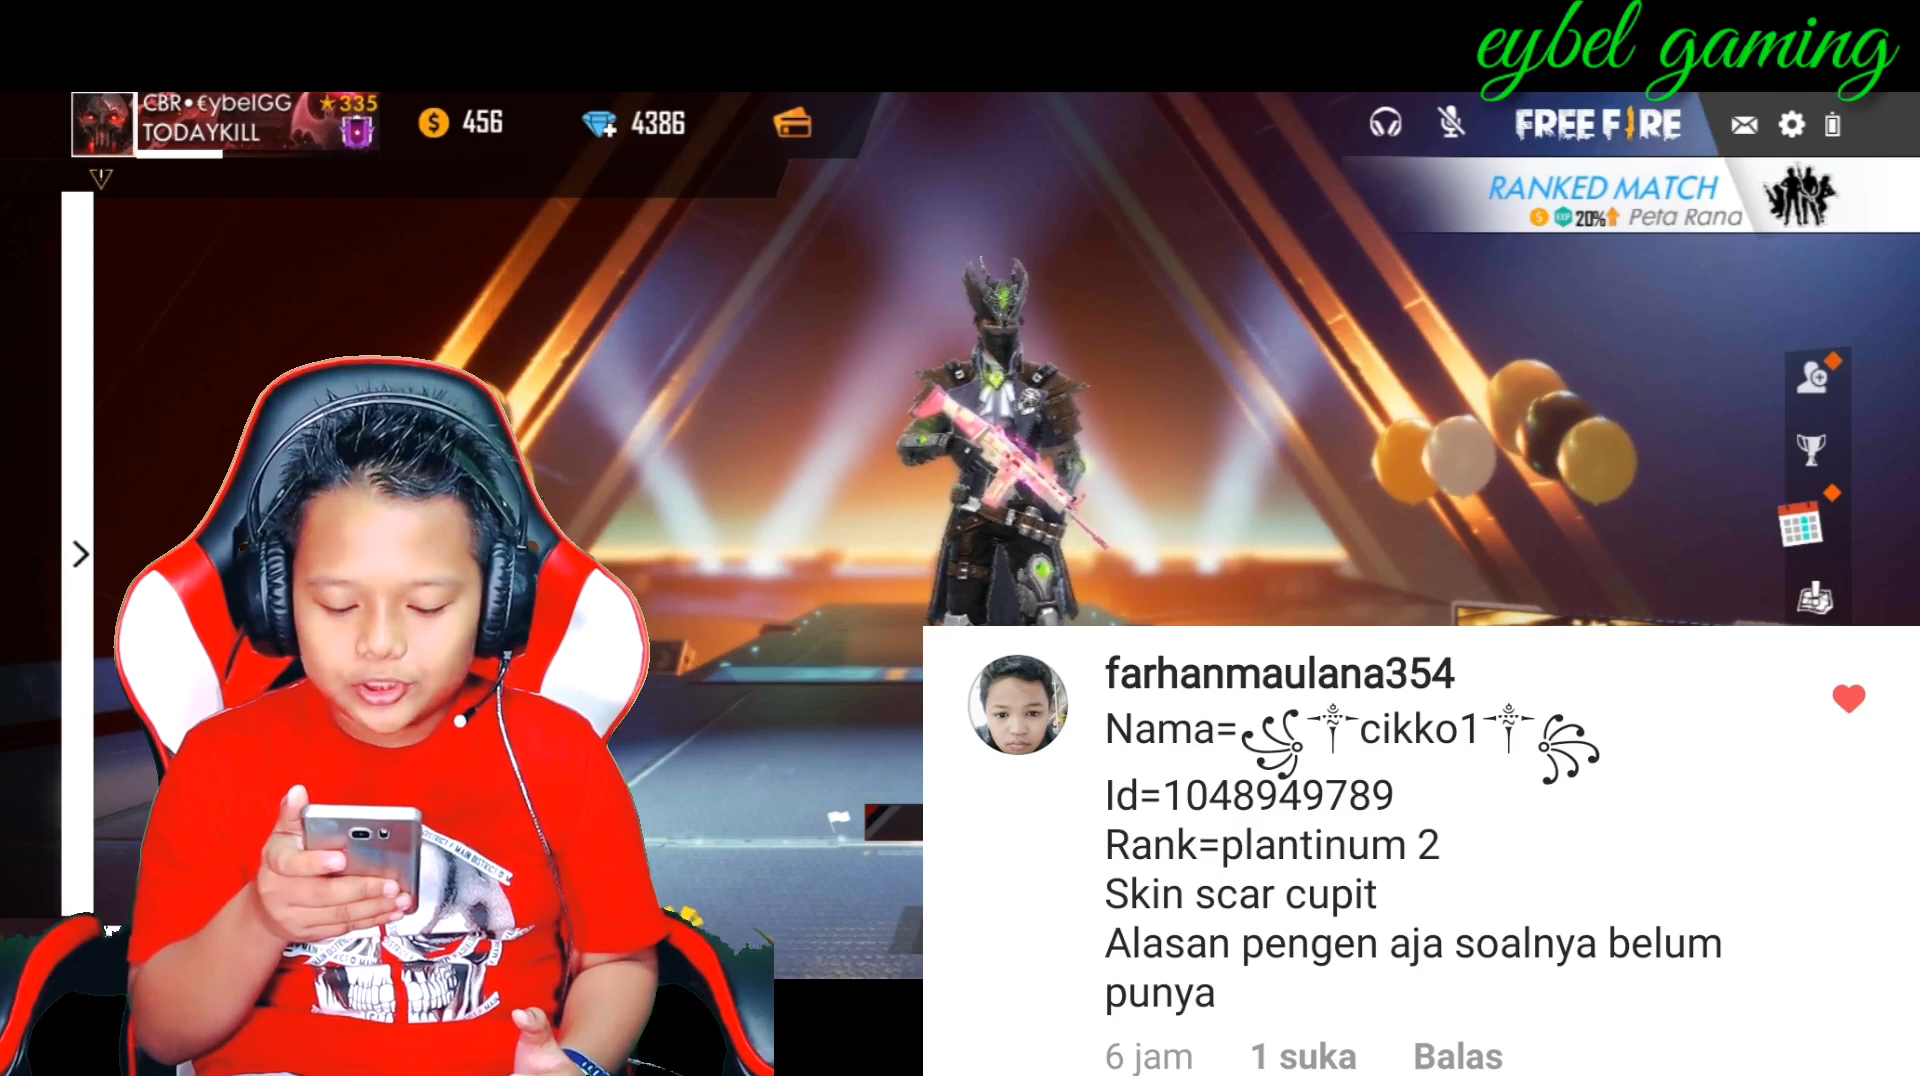 eybel gaming
CBR•€ybelGG ★335
TODAYKILL
456
4386
FREE FIRE
RANKED MATCH
EXP 20% Peta Rana
farhanmaulana354
Nama=꧁༒cikko1༒꧂
Id=1048949789
Rank=plantinum 2
Skin scar cupit
Alasan pengen aja soalnya belum
punya
6 jam 1 suka Balas